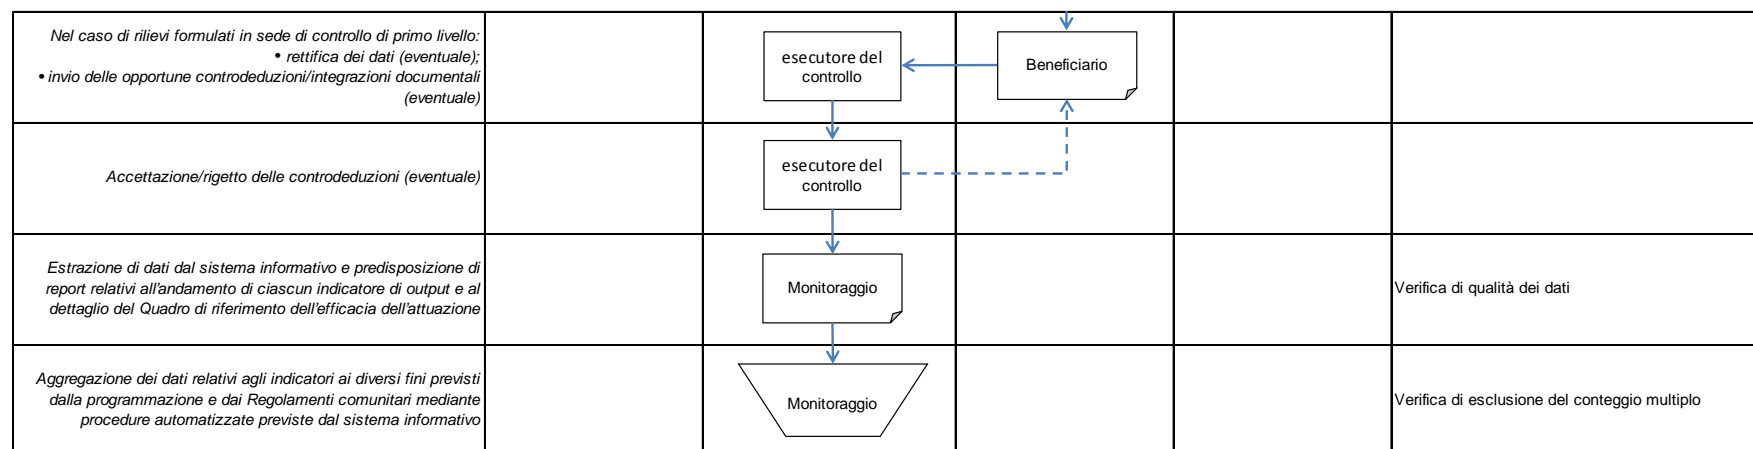 Nel caso di rilievi formulati in sede di controllo di primo livello:
• rettifica dei dati (eventuale);
• invio delle opportune controdeduzioni/integrazioni documentali
(eventuale)
esecutore del
controllo
Beneficiario
Accettazione/rigetto delle controdeduzioni (eventuale)
esecutore del
controllo
Estrazione di dati dal sistema informativo e predisposizione di
report relativi all'andamento di ciascun indicatore di output e al
dettaglio del Quadro di riferimento dell'efficacia dell'attuazione
Monitoraggio
Verifica di qualità dei dati
Aggregazione dei dati relativi agli indicatori ai diversi fini previsti
dalla programmazione e dai Regolamenti comunitari mediante
procedure automatizzate previste dal sistema informativo
Monitoraggio
Verifica di esclusione del conteggio multiplo